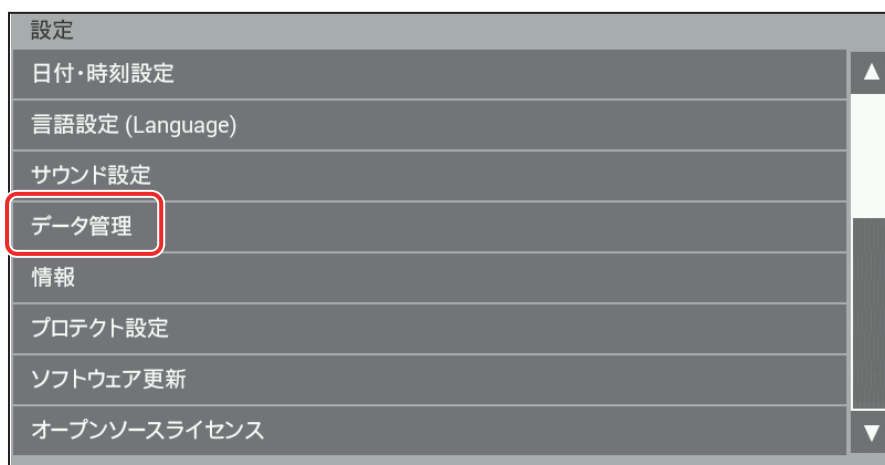 設定
日付・時刻設定
言語設定 (Language)
サウンド設定
データ管理
情報
プロテクト設定
ソフトウェア更新
オープンソースライセンス